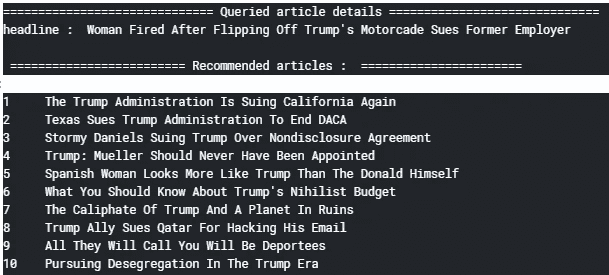 ============================== Queried article details ==============================
headline :  Woman Fired After Flipping Off Trump's Motorcade Sues Former Employer
========================= Recommended articles :  =======================
1 The Trump Administration Is Suing California Again
2 Texas Sues Trump Administration To End DACA
3 Stormy Daniels Suing Trump Over Nondisclosure Agreement
4 Trump: Mueller Should Never Have Been Appointed
5 Spanish Woman Looks More Like Trump Than The Donald Himself
6 What You Should Know About Trump's Nihilist Budget
7 The Caliphate Of Trump And A Planet In Ruins
8 Trump Ally Sues Qatar For Hacking His Email
9 All They Will Call You Will Be Deportees
10 Pursuing Desegregation In The Trump Era